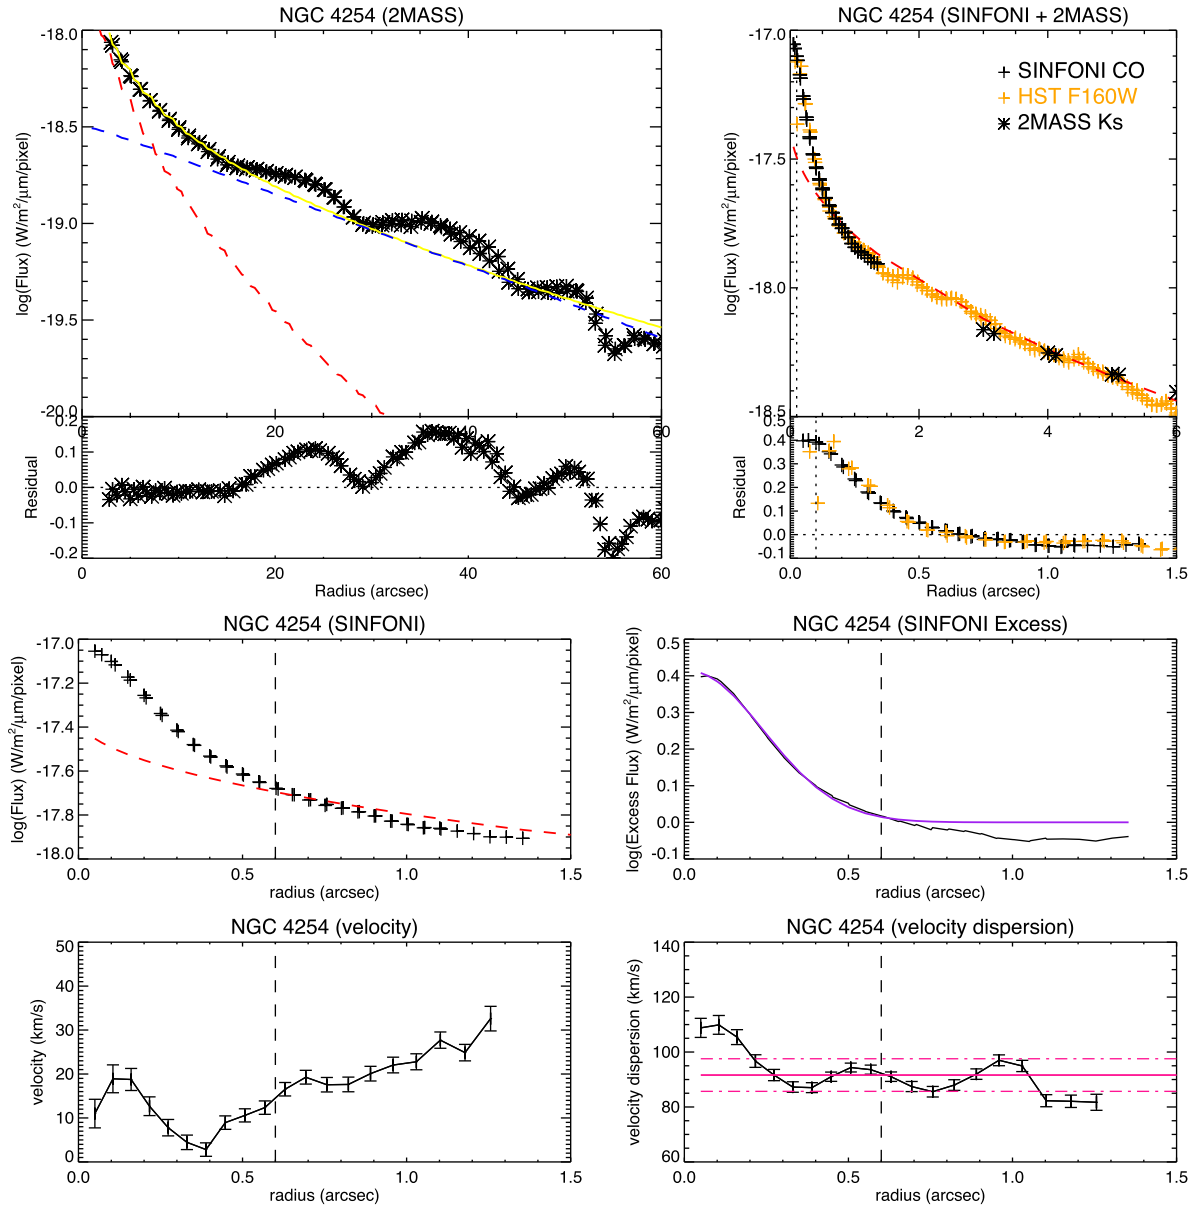 NGC 4254 (2MASS)
-18.0
-18.5
-19.0
-19.5
-20.0
log(Flux) (W/m²/μm/pixel)
0 20 40 60
0.2
0.1
0.0
-0.1
-0.2
Residual
0 20 40 60
Radius (arcsec)
NGC 4254 (SINFONI + 2MASS)
SINFONI CO
HST F160W
2MASS Ks
-17.0
-17.5
-18.0
-18.5
log(Flux) (W/m²/μm/pixel)
0 2 4 6
0.5
0.4
0.3
0.2
0.1
0.0
-0.1
Residual
0.0 0.5 1.0 1.5
Radius (arcsec)
NGC 4254 (SINFONI)
-17.0
-17.2
-17.4
-17.6
-17.8
-18.0
log(Flux) (W/m²/μm/pixel)
0.0 0.5 1.0 1.5
radius (arcsec)
NGC 4254 (SINFONI Excess)
0.5
0.4
0.3
0.2
0.1
0.0
-0.1
log(Excess Flux) (W/m²/μm/pixel)
0.0 0.5 1.0 1.5
radius (arcsec)
NGC 4254 (velocity)
50
40
30
20
10
0
velocity (km/s)
0.0 0.5 1.0 1.5
radius (arcsec)
NGC 4254 (velocity dispersion)
140
120
100
80
60
velocity dispersion (km/s)
0.0 0.5 1.0 1.5
radius (arcsec)